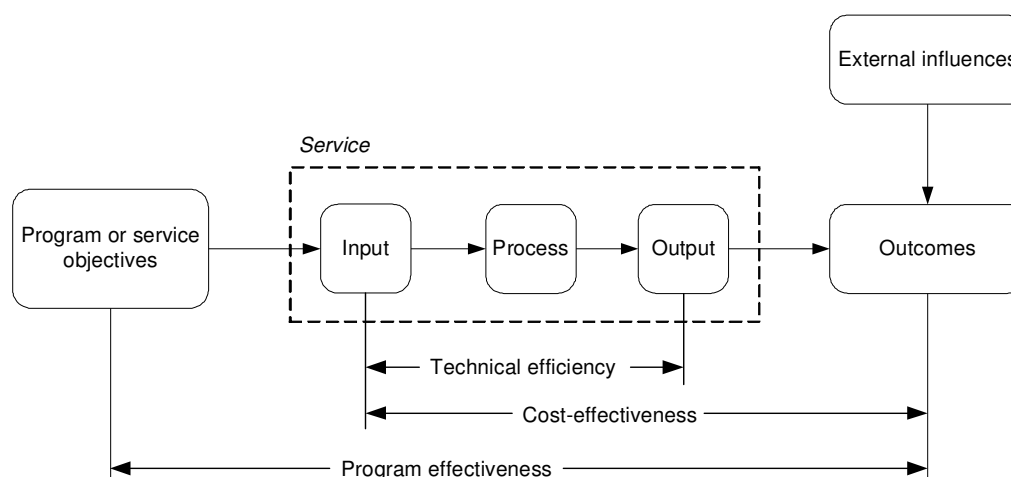 External influences
Service
Program or service
objectives
Input
Process
Output
Outcomes
Technical efficiency
Cost-effectiveness
Program effectiveness